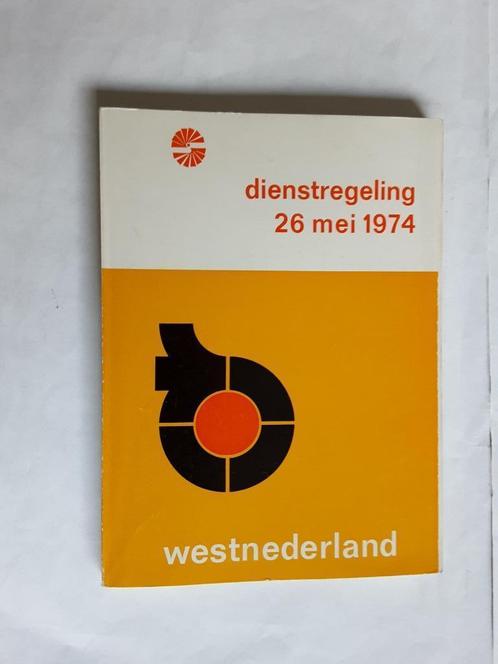 dienstregeling
26 mei 1974
westnederland